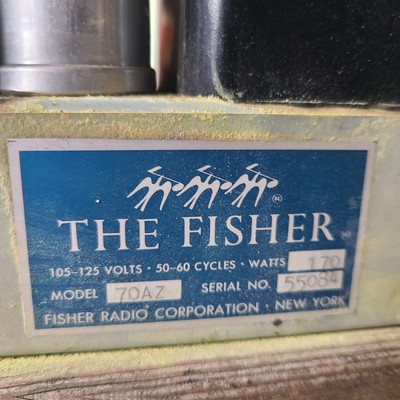 THE FISHER
105-125 VOLTS · 50-60 CYCLES · WATTS 170
MODEL 70AZ SERIAL NO. 55084
FISHER RADIO CORPORATION · NEW YORK